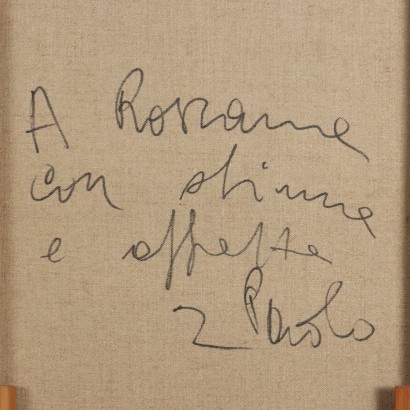 A Rossana
con stima
e affetto
Paolo